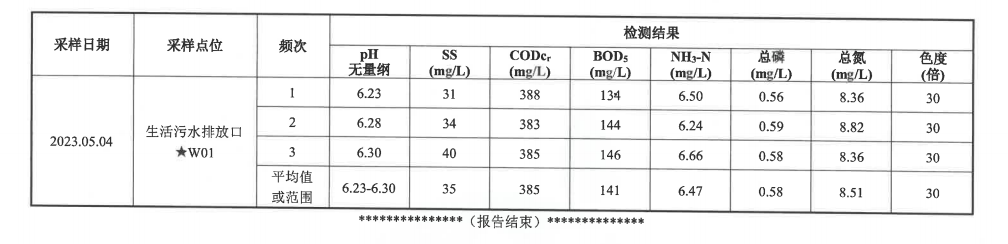 采样日期 采样点位 频次 检测结果
pH 无量纲 SS (mg/L) CODcr (mg/L) BOD5 (mg/L) NH3-N (mg/L) 总磷 (mg/L) 总氮 (mg/L) 色度 (倍)
2023.05.04 生活污水排放口 ★W01
1 6.23 31 388 134 6.50 0.56 8.36 30
2 6.28 34 383 144 6.24 0.59 8.82 30
3 6.30 40 385 146 6.66 0.58 8.36 30
平均值或范围 6.23-6.30 35 385 141 6.47 0.58 8.51 30
***************（报告结束）**************